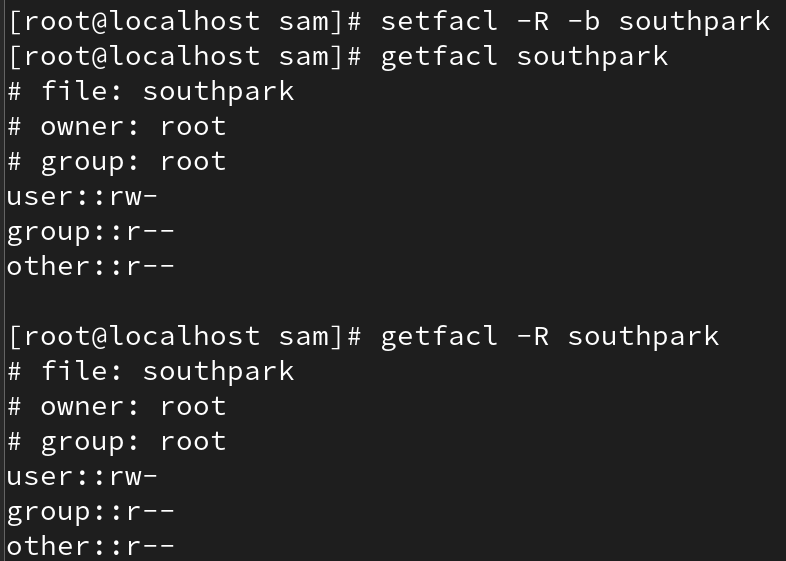 [root@localhost sam]# setfacl -R -b southpark
[root@localhost sam]# getfacl southpark
# file: southpark
# owner: root
# group: root
user::rw-
group::r--
other::r--

[root@localhost sam]# getfacl -R southpark
# file: southpark
# owner: root
# group: root
user::rw-
group::r--
other::r--